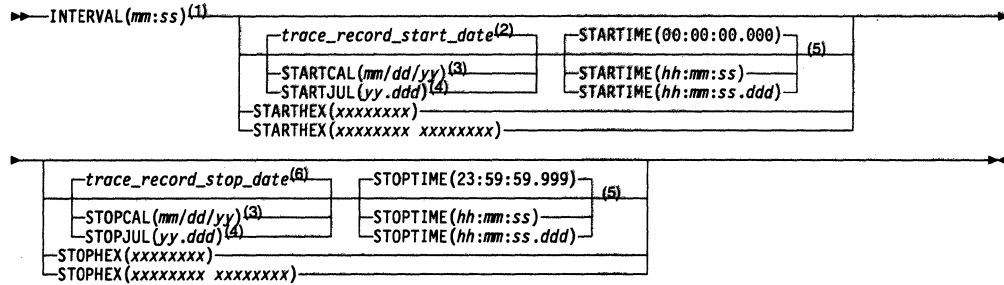 INTERVAL(mm:ss) (1)
trace_record_start_date (2) STARTIME(00:00:00.000)
(5)
STARTCAL(mm/dd/yy) (3) STARTIME(hh:mm:ss)
STARTJUL(yy.ddd) (4) STARTIME(hh:mm:ss.ddd)
STARTHEX(xxxxxxxx)
STARTHEX(xxxxxxxx xxxxxxxx)
trace_record_stop_date (6) STOPTIME(23:59:59.999)
(5)
STOPCAL(mm/dd/yy) (3) STOPTIME(hh:mm:ss)
STOPJUL(yy.ddd) (4) STOPTIME(hh:mm:ss.ddd)
STOPHEX(xxxxxxxx)
STOPHEX(xxxxxxxx xxxxxxxx)